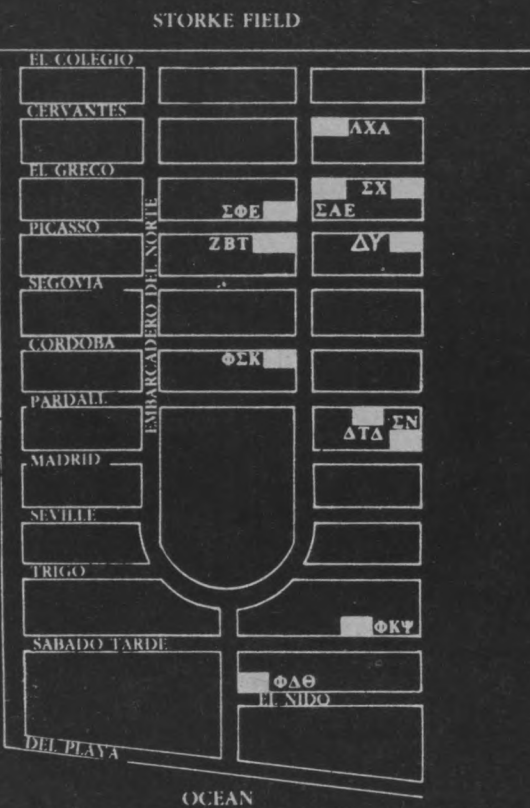 STORKE FIELD
EL COLEGIO
CERVANTES
ΛΧΑ
EL GRECO
ΣΧ
ΣΦΕ
ΣΑΕ
PICASSO
ΖΒΤ
ΔΥ
SEGOVIA
EMBARCADERO DEL NORTE
CORDOBA
ΦΣΚ
PARDALL
ΣΝ
ΔΤΔ
MADRID
SEVILLE
TRIGO
ΦΚΨ
SABADO TARDE
ΦΔΘ
EL NIDO
DEL PLAYA
OCEAN